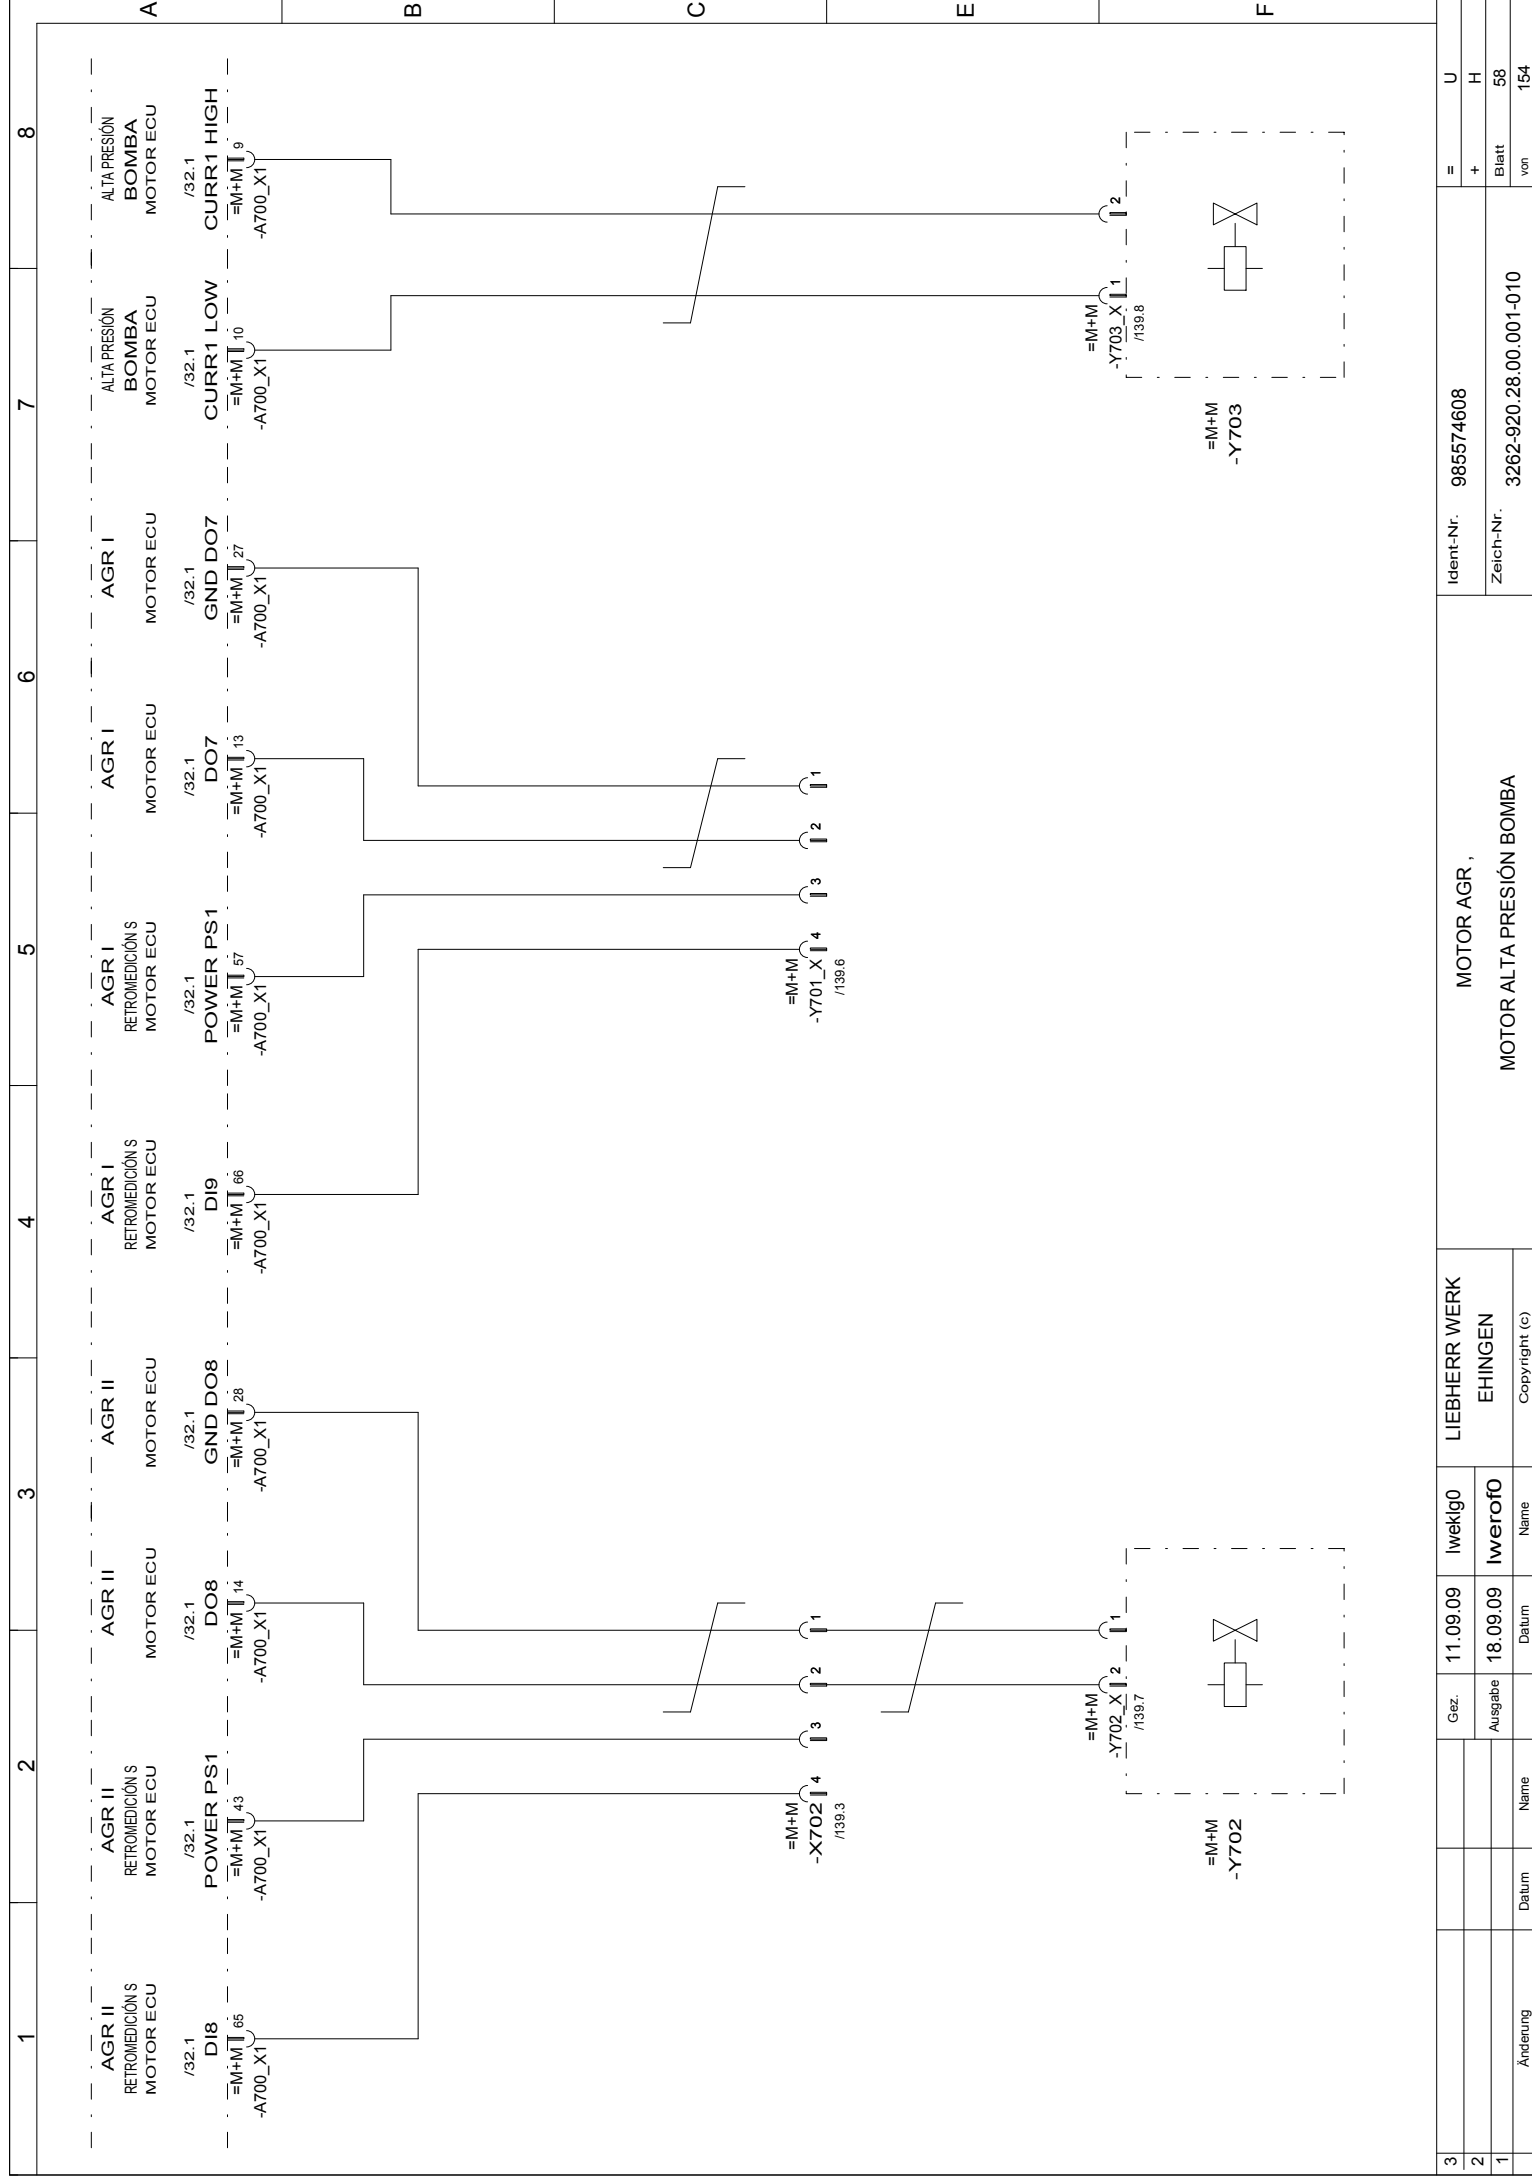 1 2 3 4 5 6 7 8
A
B
C
E
F
AGR II
RETROMEDICIÓN S
MOTOR ECU
/32.1
DI8
=M+M 65
-A700_X1
AGR II
RETROMEDICIÓN S
MOTOR ECU
/32.1
POWER PS1
=M+M 43
-A700_X1
AGR II
MOTOR ECU
/32.1
DO8
=M+M 14
-A700_X1
AGR II
MOTOR ECU
/32.1
GND DO8
=M+M 28
-A700_X1
AGR I
RETROMEDICIÓN S
MOTOR ECU
/32.1
DI9
=M+M 66
-A700_X1
AGR I
RETROMEDICIÓN S
MOTOR ECU
/32.1
POWER PS1
=M+M 57
-A700_X1
AGR I
MOTOR ECU
/32.1
DO7
=M+M 13
-A700_X1
AGR I
MOTOR ECU
/32.1
GND DO7
=M+M 27
-A700_X1
ALTA PRESIÓN
BOMBA
MOTOR ECU
/32.1
CURR1 LOW
=M+M 10
-A700_X1
ALTA PRESIÓN
BOMBA
MOTOR ECU
/32.1
CURR1 HIGH
=M+M 9
-A700_X1
=M+M
-X702 4 3 2 1
/139.3
=M+M
-Y701_X 4 3 2 1
/139.6
=M+M
-Y702_X 2 1
/139.7
=M+M
-Y703_X 1 2
/139.8
=M+M
-Y702
=M+M
-Y703
3
2
1
Änderung Datum Name
Gez. 11.09.09 lweklg0
Ausgabe 18.09.09 lwerof0
Datum Name
LIEBHERR WERK
EHINGEN
Copyright (c)
MOTOR AGR ,
MOTOR ALTA PRESIÓN BOMBA
Ident-Nr. 985574608
Zeich-Nr. 3262-920.28.00.001-010
= U
+ H
Blatt 58
von 154